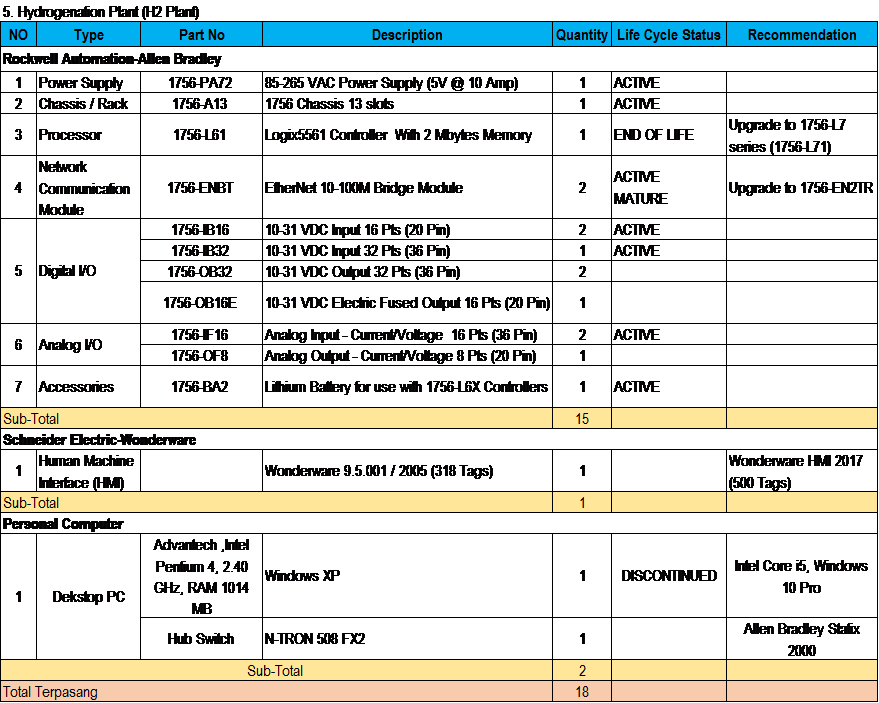 5. Hydrogenation Plant (H2 Plant)
NO Type Part No Description Quantity Life Cycle Status Recommendation
Rockwell Automation-Allen Bradley
1 Power Supply 1756-PA72 85-265 VAC Power Supply (5V @ 10 Amp) 1 ACTIVE
2 Chassis / Rack 1756-A13 1756 Chassis 13 slots 1 ACTIVE
3 Processor 1756-L61 Logix5561 Controller With 2 Mbytes Memory 1 END OF LIFE Upgrade to 1756-L7
series (1756-L71)
4 Network
Communication
Module 1756-ENBT EtherNet 10-100M Bridge Module 2 ACTIVE
MATURE Upgrade to 1756-EN2TR
5 Digital I/O 1756-IB16 10-31 VDC Input 16 Pts (20 Pin) 2 ACTIVE
1756-IB32 10-31 VDC Input 32 Pts (36 Pin) 1 ACTIVE
1756-OB32 10-31 VDC Output 32 Pts (36 Pin) 2
1756-OB16E 10-31 VDC Electric Fused Output 16 Pts (20 Pin) 1
6 Analog I/O 1756-IF16 Analog Input - Current/Voltage 16 Pts (36 Pin) 2 ACTIVE
1756-OF8 Analog Output - Current/Voltage 8 Pts (20 Pin) 1
7 Accessories 1756-BA2 Lithium Battery for use with 1756-L6X Controllers 1 ACTIVE
Sub-Total 15
Schneider Electric-Wonderware
1 Human Machine
Interface (HMI) Wonderware 9.5.001 / 2005 (318 Tags) 1 Wonderware HMI 2017
(500 Tags)
Sub-Total 1
Personal Computer
1 Dekstop PC Advantech ,Intel
Pentium 4, 2.40
GHz, RAM 1014
MB Windows XP 1 DISCONTINUED Intel Core i5, Windows
10 Pro
Hub Switch N-TRON 508 FX2 1 Allen Bradley Statix
2000
Sub-Total 2
Total Terpasang 18